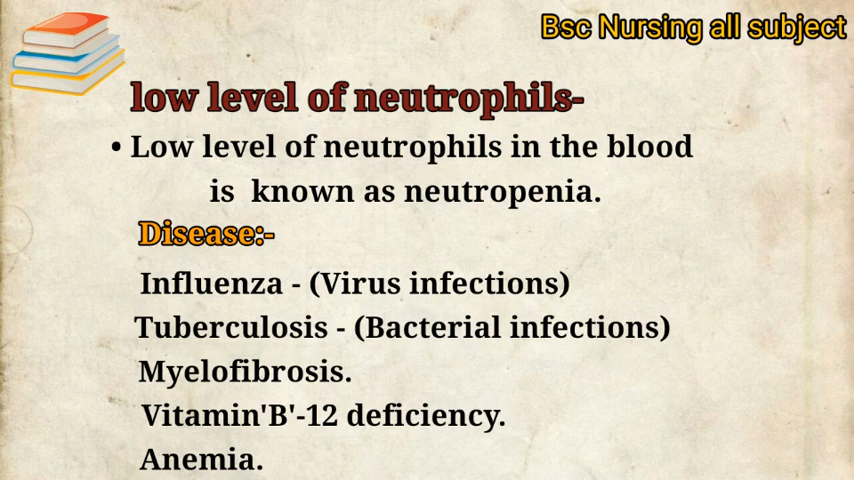 Bsc Nursing all subject
low level of neutrophils-
• Low level of neutrophils in the blood
is known as neutropenia.
Disease:-
Influenza - (Virus infections)
Tuberculosis - (Bacterial infections)
Myelofibrosis.
Vitamin'B'-12 deficiency.
Anemia.